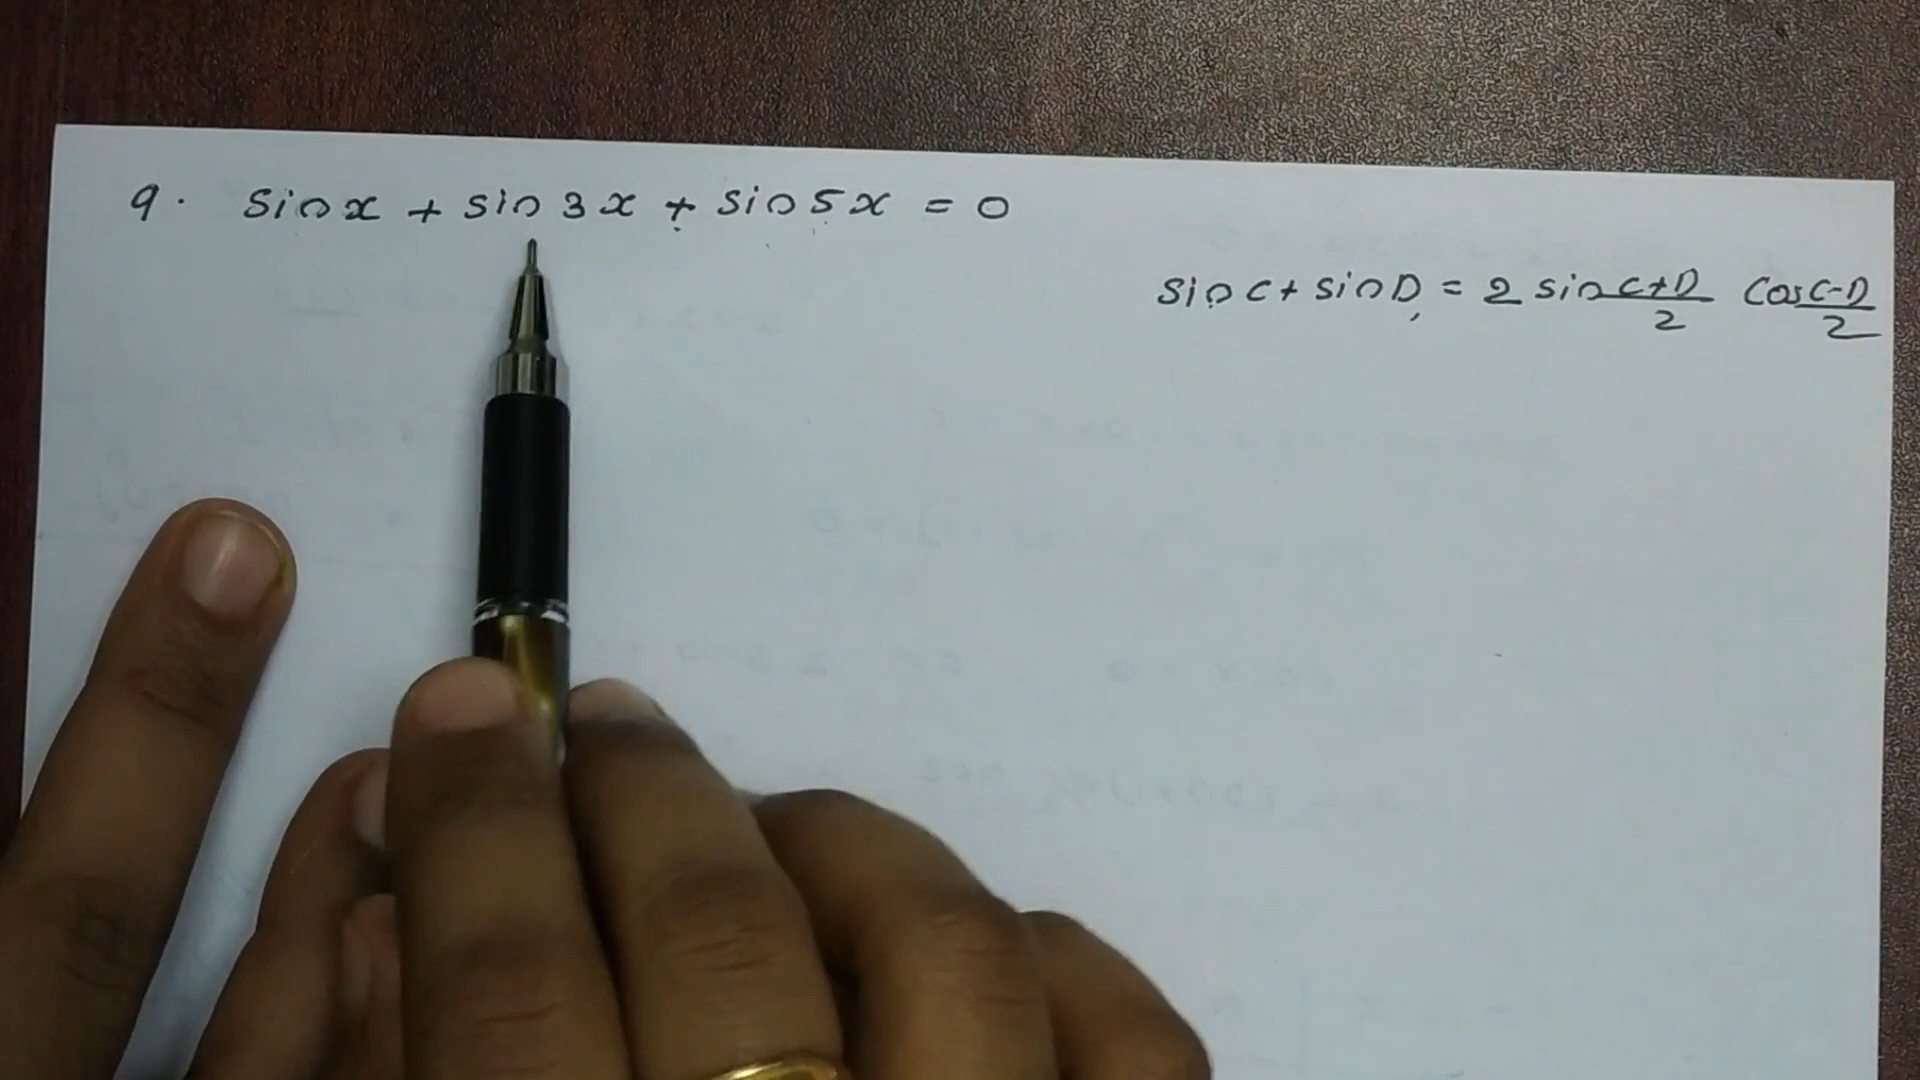 9. sin x + sin 3x + sin 5x = 0
sin C + sin D = 2 sin C+D/2 cos C-D/2